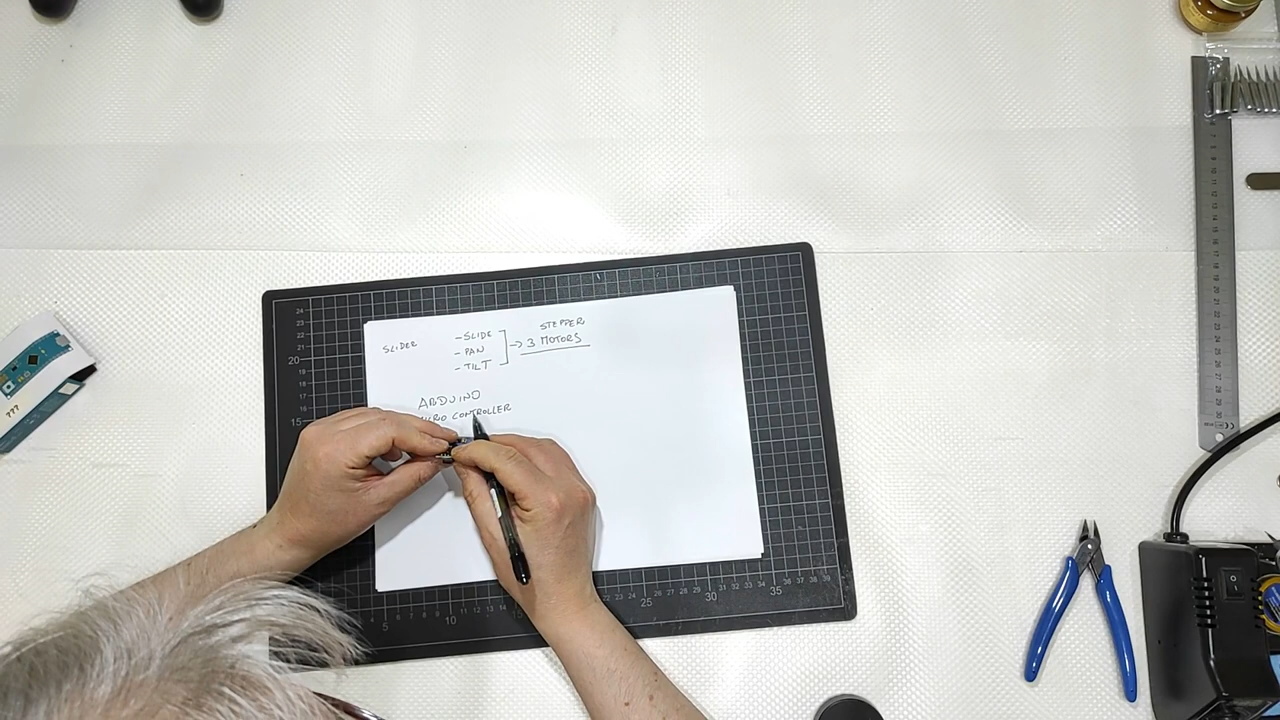 SLIDER
- SLIDE
- PAN
- TILT
STEPPER
3 MOTORS
ARDUINO
CONTROLLER
???